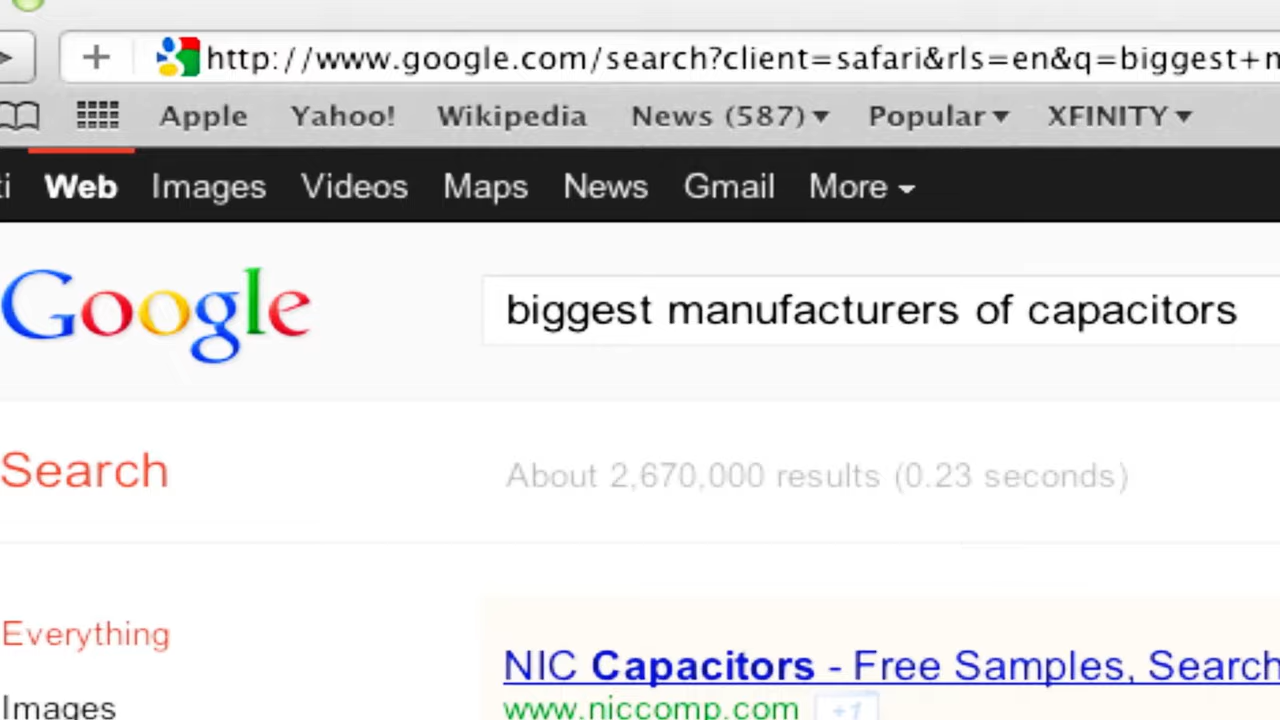 http://www.google.com/search?client=safari&rls=en&q=biggest+
Apple Yahoo! Wikipedia News (587) Popular XFINITY
Web Images Videos Maps News Gmail More
Google
biggest manufacturers of capacitors
Search
About 2,670,000 results (0.23 seconds)
Everything
NIC Capacitors - Free Samples, Search
Images
www.niccomp.com +1